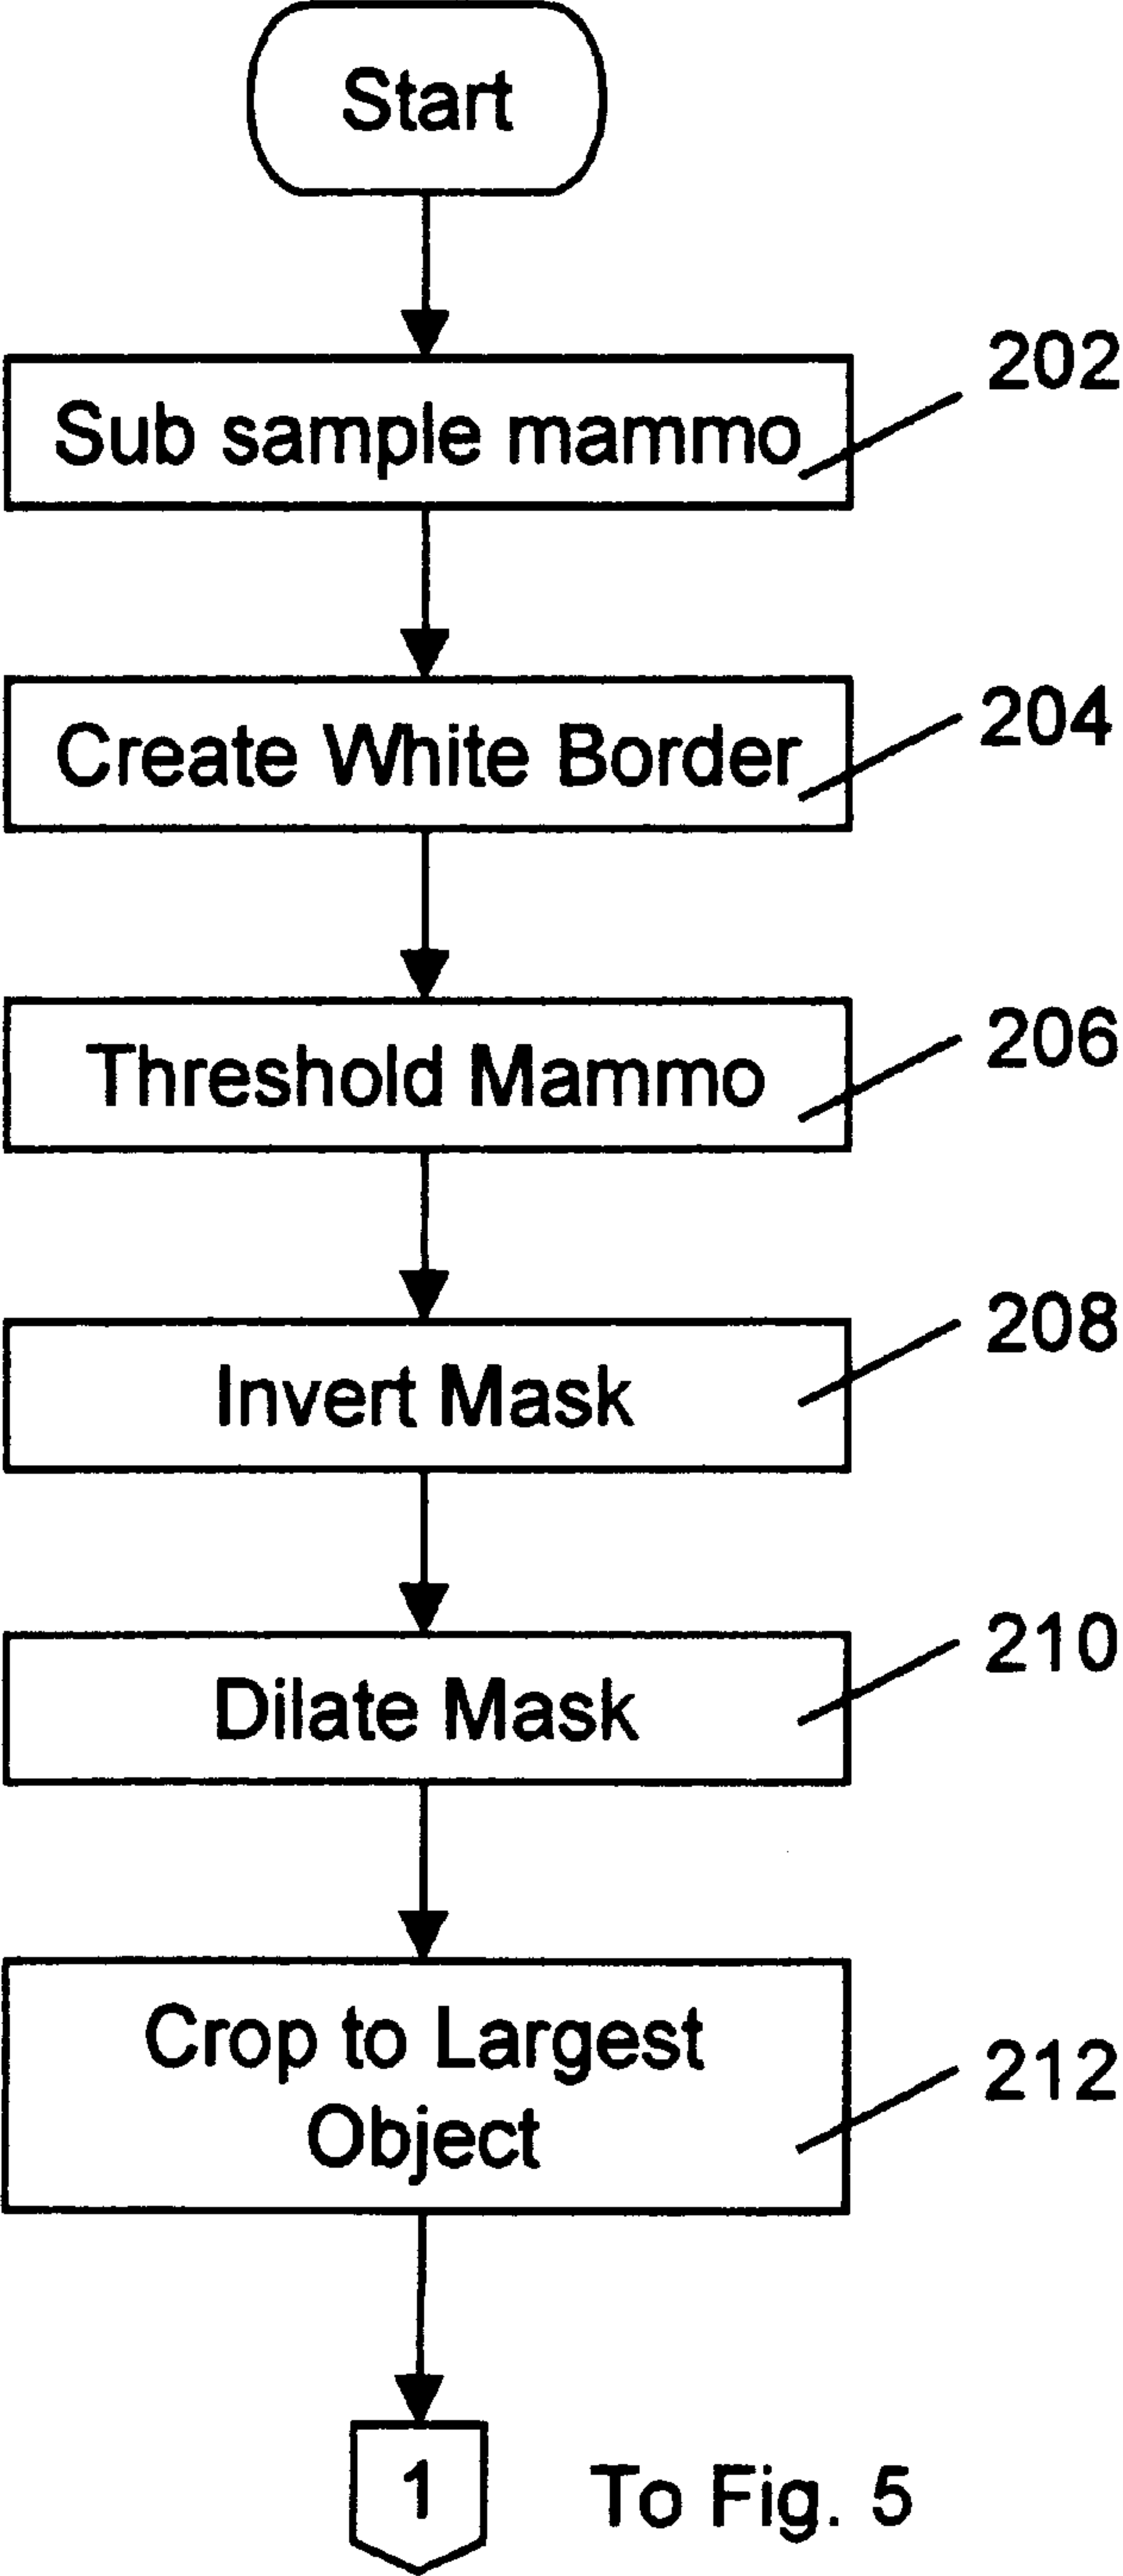 Start
Sub sample mammo
202
Create White Border
204
Threshold Mammo
206
Invert Mask
208
Dilate Mask
210
Crop to Largest
Object
212
1
To Fig. 5